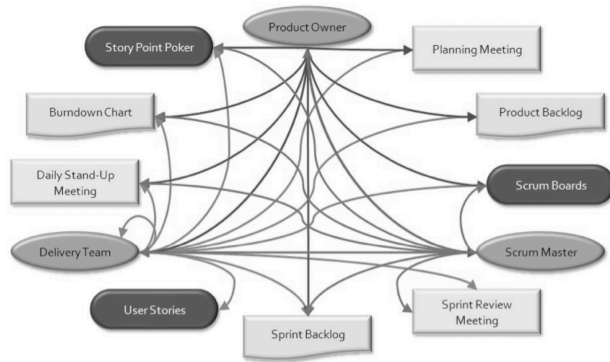 Product Owner
Story Point Poker
Planning Meeting
Burndown Chart
Product Backlog
Daily Stand-Up
Meeting
Scrum Boards
Delivery Team
Scrum Master
User Stories
Sprint Backlog
Sprint Review
Meeting